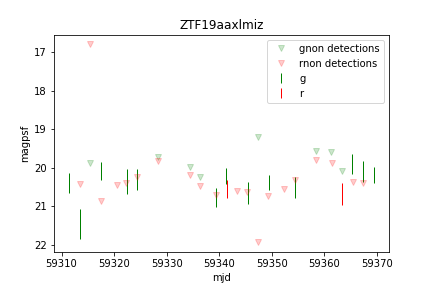 ZTF19aaxlmiz
gnon detections
rnon detections
g
r
17
18
19
20
21
22
magpsf
59310 59320 59330 59340 59350 59360 59370
mjd